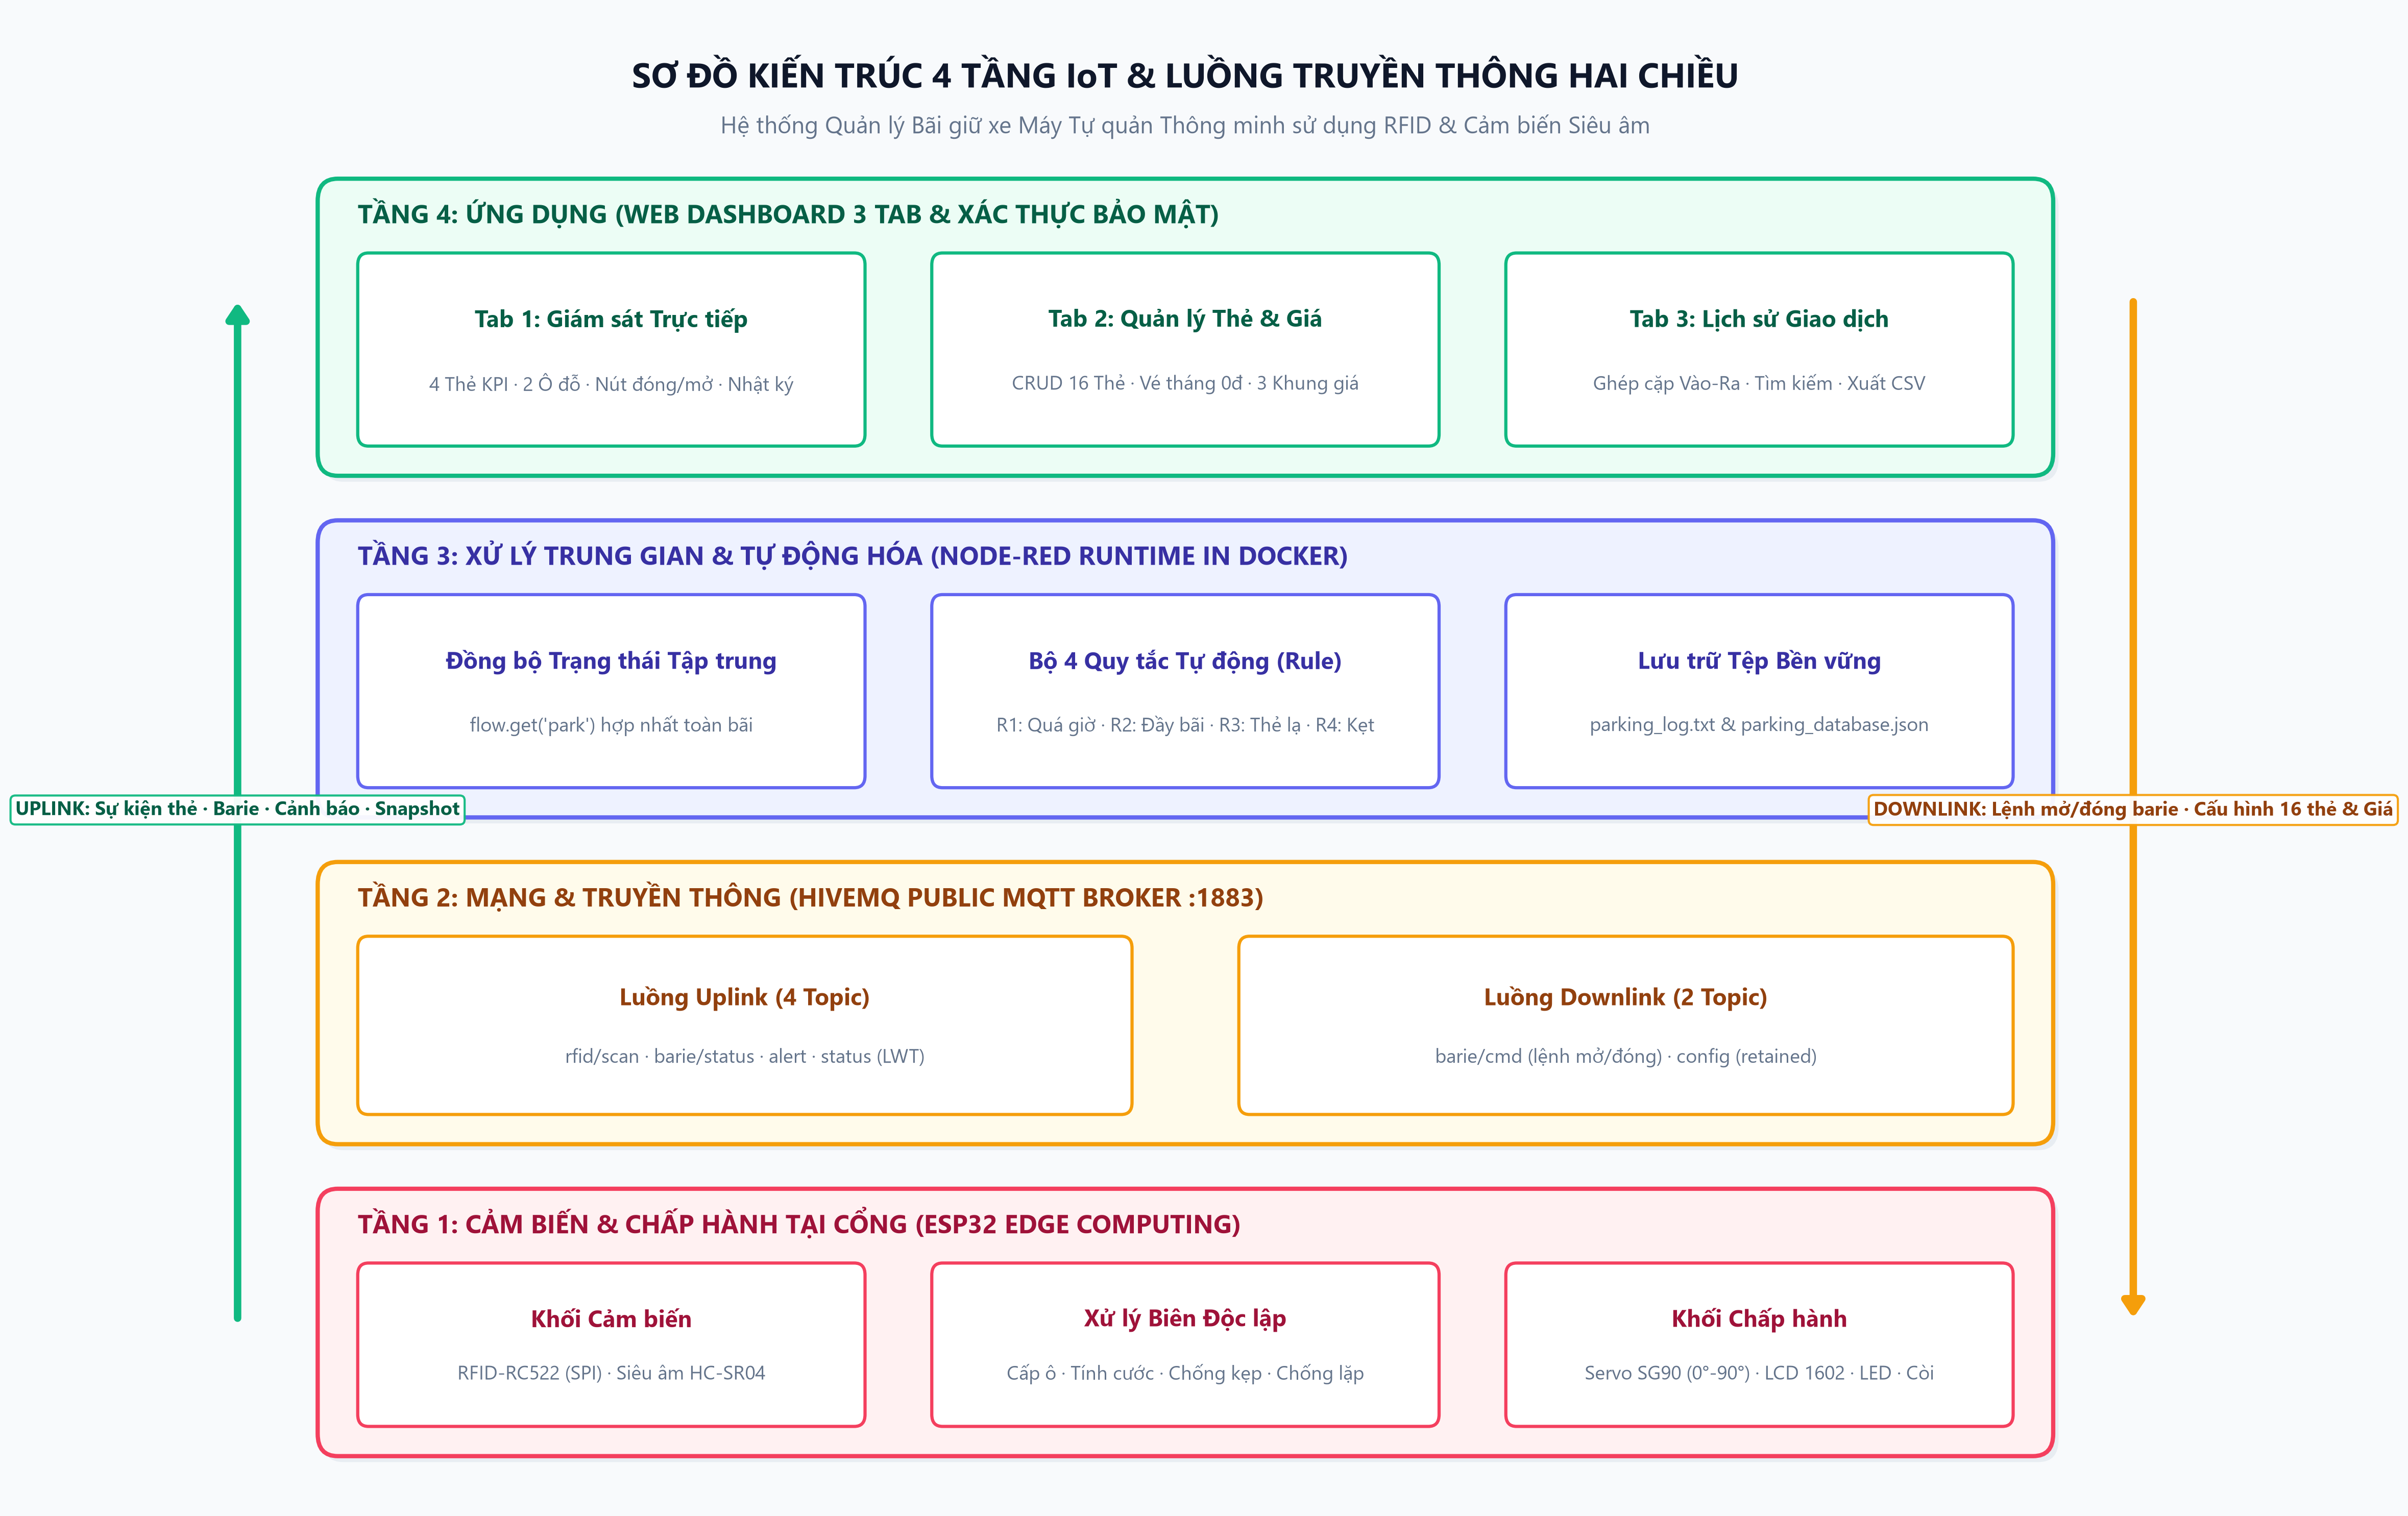 SƠ ĐỒ KIẾN TRÚC 4 TẦNG IoT & LUỒNG TRUYỀN THÔNG HAI CHIỀU
Hệ thống Quản lý Bãi giữ xe Máy Tự quản Thông minh sử dụng RFID & Cảm biến Siêu âm
TẦNG 4: ỨNG DỤNG (WEB DASHBOARD 3 TAB & XÁC THỰC BẢO MẬT)
Tab 1: Giám sát Trực tiếp
4 Thẻ KPI · 2 Ô đỗ · Nút đóng/mở · Nhật ký
Tab 2: Quản lý Thẻ & Giá
CRUD 16 Thẻ · Vé tháng 0đ · 3 Khung giá
Tab 3: Lịch sử Giao dịch
Ghép cặp Vào-Ra · Tìm kiếm · Xuất CSV
TẦNG 3: XỬ LÝ TRUNG GIAN & TỰ ĐỘNG HÓA (NODE-RED RUNTIME IN DOCKER)
Đồng bộ Trạng thái Tập trung
flow.get('park') hợp nhất toàn bãi
Bộ 4 Quy tắc Tự động (Rule)
R1: Quá giờ · R2: Đầy bãi · R3: Thẻ lạ · R4: Kẹt
Lưu trữ Tệp Bền vững
parking_log.txt & parking_database.json
UPLINK: Sự kiện thẻ · Barie · Cảnh báo · Snapshot
DOWNLINK: Lệnh mở/đóng barie · Cấu hình 16 thẻ & Giá
TẦNG 2: MẠNG & TRUYỀN THÔNG (HIVEMQ PUBLIC MQTT BROKER :1883)
Luồng Uplink (4 Topic)
rfid/scan · barie/status · alert · status (LWT)
Luồng Downlink (2 Topic)
barie/cmd (lệnh mở/đóng) · config (retained)
TẦNG 1: CẢM BIẾN & CHẤP HÀNH TẠI CỔNG (ESP32 EDGE COMPUTING)
Khối Cảm biến
RFID-RC522 (SPI) · Siêu âm HC-SR04
Xử lý Biên Độc lập
Cấp ô · Tính cước · Chống kẹp · Chống lặp
Khối Chấp hành
Servo SG90 (0°-90°) · LCD 1602 · LED · Còi